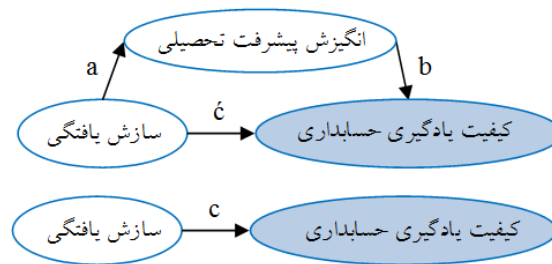 انگیزش پیشرفت تحصیلی
a
b
سازش یافتگی
ć
کیفیت یادگیری حسابداری
سازش یافتگی
c
کیفیت یادگیری حسابداری